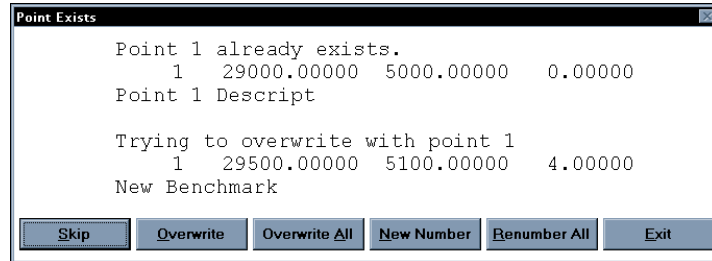 Point Exists
Point 1 already exists.
1 29000.00000 5000.00000 0.00000
Point 1 Descript
Trying to overwrite with point 1
1 29500.00000 5100.00000 4.00000
New Benchmark
Skip Overwrite Overwrite All New Number Renumber All Exit